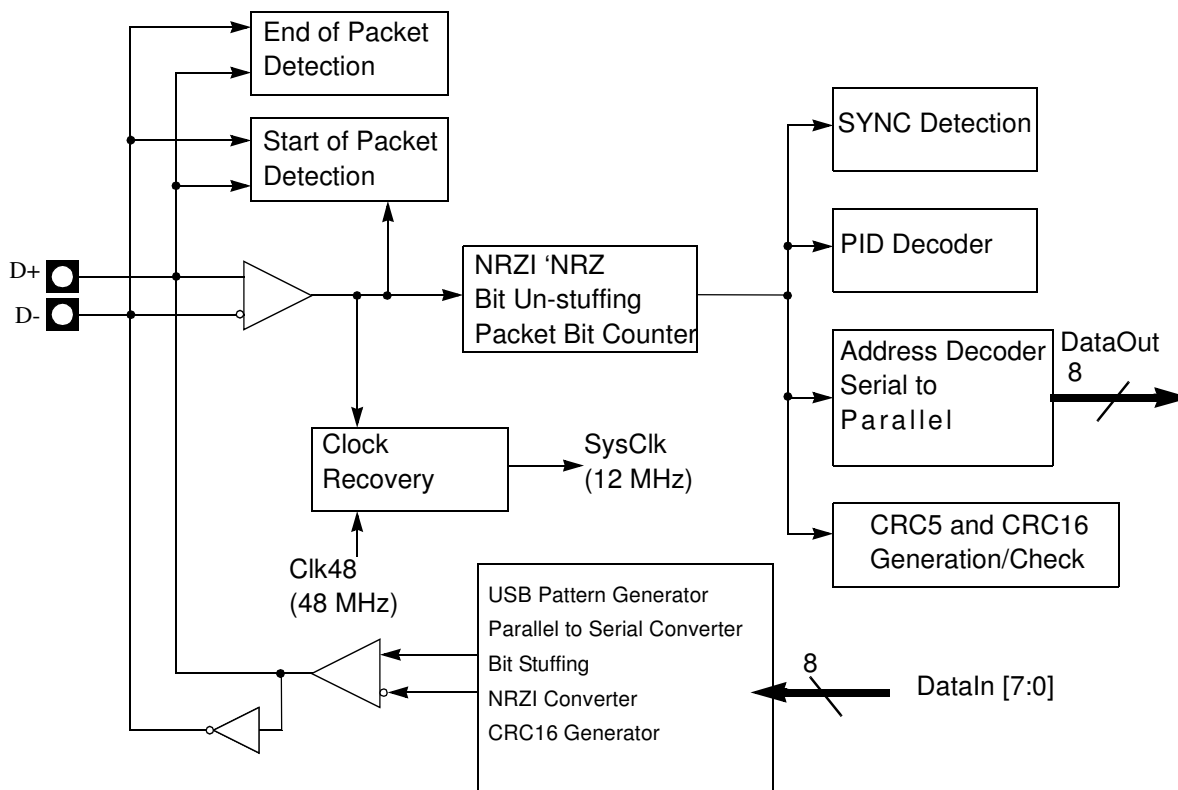 End of Packet
Detection
Start of Packet
Detection
SYNC Detection
PID Decoder
D+
D-
NRZI ‘NRZ
Bit Un-stuffing
Packet Bit Counter
Address Decoder
Serial to
Parallel
DataOut
8
Clock
Recovery
SysClk
(12 MHz)
CRC5 and CRC16
Generation/Check
Clk48
(48 MHz)
USB Pattern Generator
Parallel to Serial Converter
Bit Stuffing
NRZI Converter
CRC16 Generator
8
DataIn [7:0]